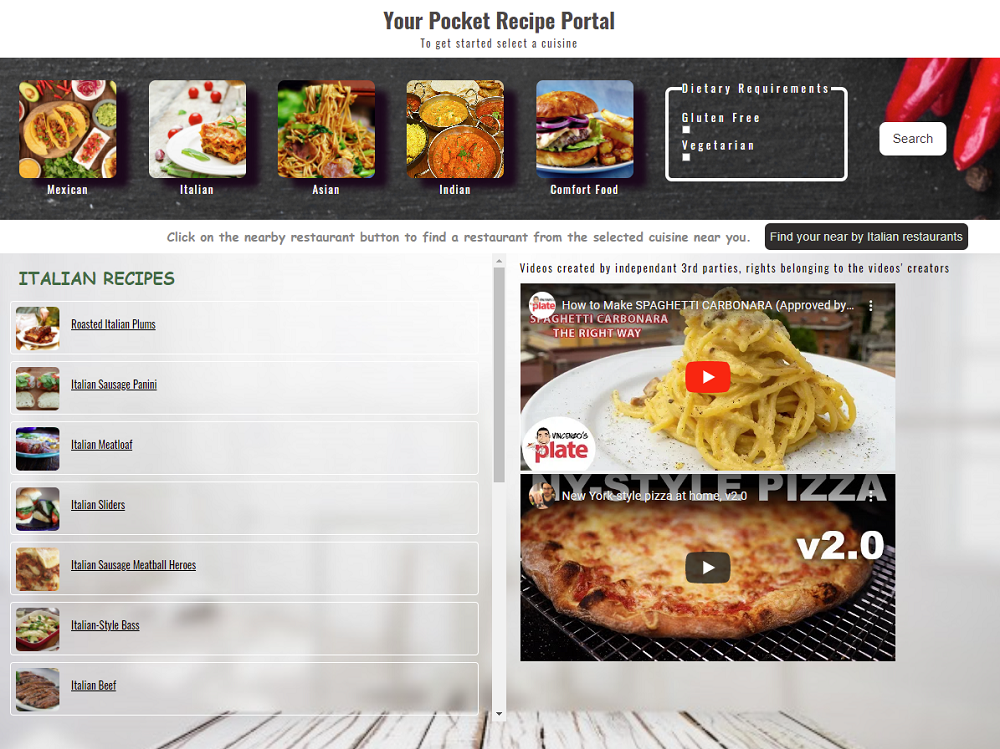 Your Pocket Recipe Portal
To get started select a cuisine
Mexican
Italian
Asian
Indian
Comfort Food
Dietary Requirements
Gluten Free
Vegetarian
Search
Click on the nearby restaurant button to find a restaurant from the selected cuisine near you.
Find your near by Italian restaurants
ITALIAN RECIPES
Roasted Italian Plums
Italian Sausage Panini
Italian Meatloaf
Italian Sliders
Italian Sausage Meatball Heroes
Italian-Style Bass
Italian Beef
Videos created by independant 3rd parties, rights belonging to the videos' creators
plate
How to Make SPAGHETTI CARBONARA (Approved by...
SPAGHETTI CARBONARA
THE RIGHT WAY
VINCENZO'S
plate
NY-STYLE PIZZA
New York-style pizza at home, v2.0
v2.0